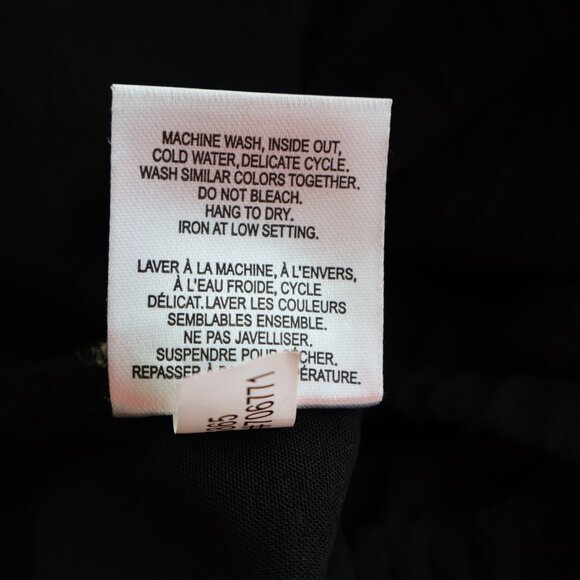 MACHINE WASH, INSIDE OUT,
COLD WATER, DELICATE CYCLE.
WASH SIMILAR COLORS TOGETHER.
DO NOT BLEACH.
HANG TO DRY.
IRON AT LOW SETTING.
LAVER À LA MACHINE, À L'ENVERS,
À L'EAU FROIDE, CYCLE
DÉLICAT.LAVER LES COULEURS
SEMBLABLES ENSEMBLE.
NE PAS JAVELLISER.
SUSPENDRE POUR
REPASSER À
706771